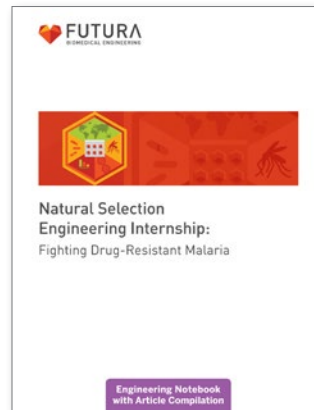 FUTURA
BIOMEDICAL ENGINEERING
Natural Selection
Engineering Internship:
Fighting Drug-Resistant Malaria
Engineering Notebook
with Article Compilation